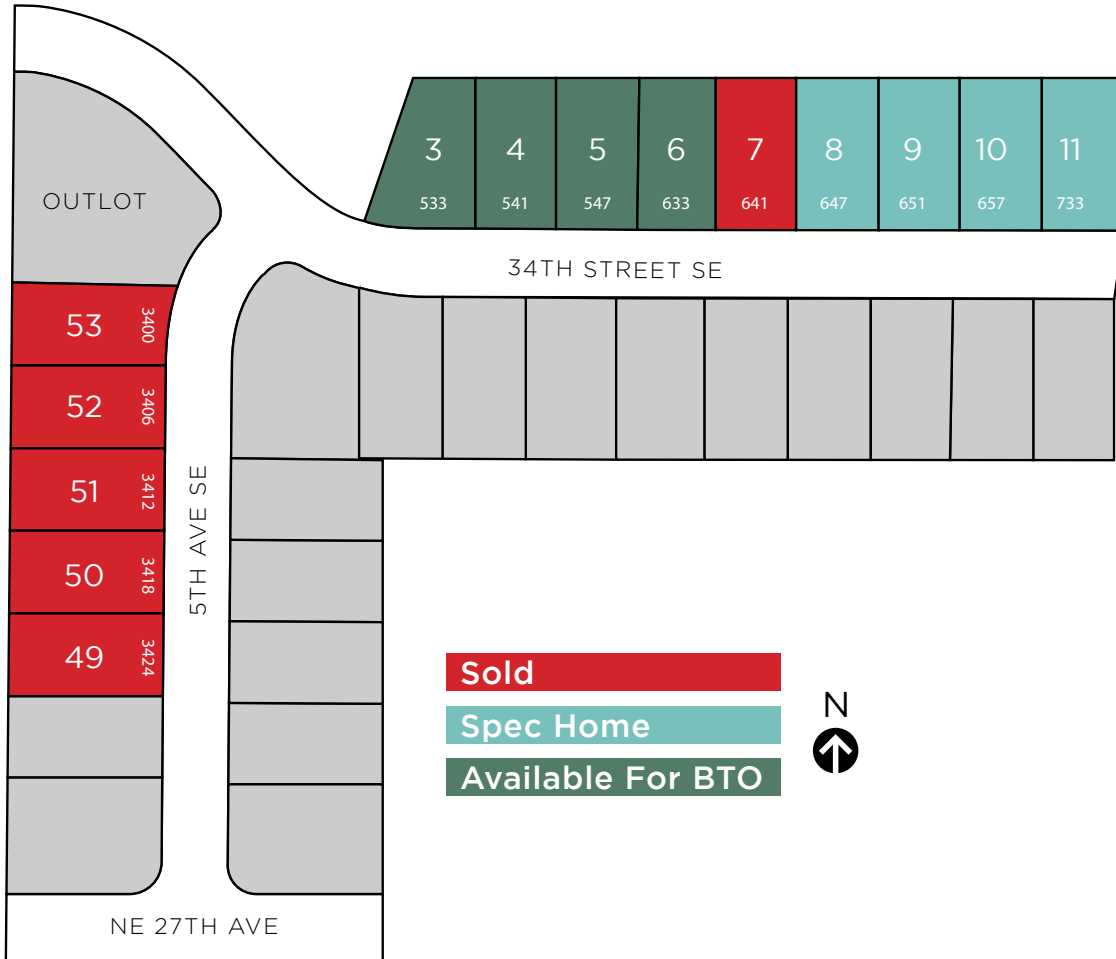 3 4 5 6 7 8 9 10 11
533 541 547 633 641 647 651 657 733
OUTLOT
34TH STREET SE
53 3400
52 3406
51 3412
50 3418
49 3424
5TH AVE SE
Sold
Spec Home
Available For BTO
N
NE 27TH AVE